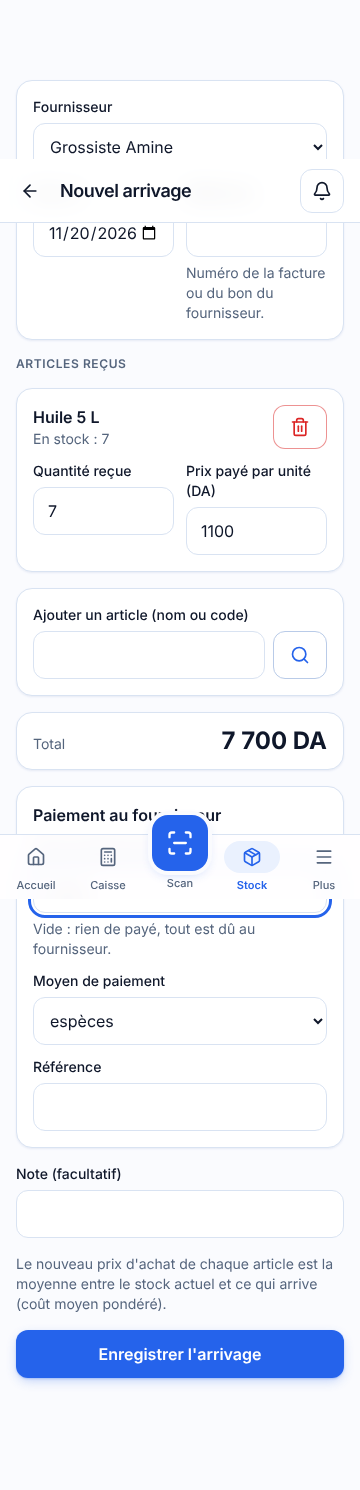 Fournisseur
Grossiste Amine
Nouvel arrivage
11/20/2026
Numéro de la facture
ou du bon du
fournisseur.
ARTICLES REÇUS
Huile 5 L
En stock : 7
Quantité reçue
Prix payé par unité
(DA)
7
1100
Ajouter un article (nom ou code)
Total
7 700 DA
Paiement au fournisseur
Accueil
Caisse
Scan
Stock
Plus
Vide : rien de payé, tout est dû au
fournisseur.
Moyen de paiement
espèces
Référence
Note (facultatif)
Le nouveau prix d'achat de chaque article est la
moyenne entre le stock actuel et ce qui arrive
(coût moyen pondéré).
Enregistrer l'arrivage